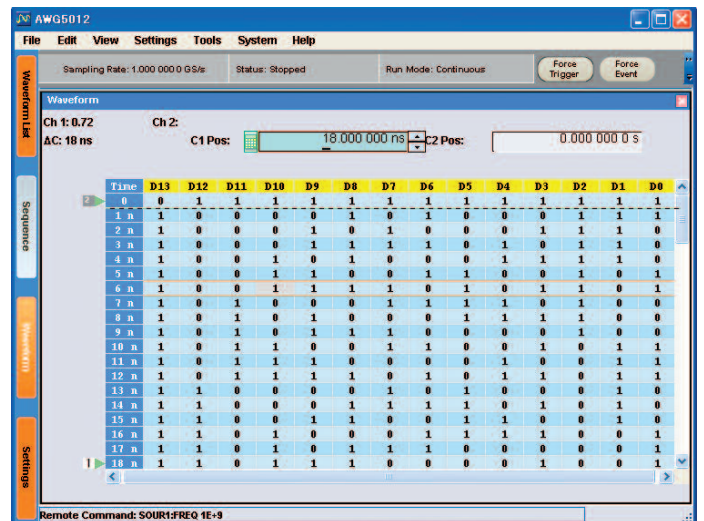 AWG5012
File Edit View Settings Tools System Help
Sampling Rate: 1.000 000 0 GS/s Status: Stopped Run Mode: Continuous Force Trigger Force Event
Waveform List
Sequence
Waveform
Settings
Waveform
Ch 1: 0.72 Ch 2:
ΔC: 18 ns C1 Pos: 18.000 000 ns C2 Pos: 0.000 000 0 s
Time D13 D12 D11 D10 D9 D8 D7 D6 D5 D4 D3 D2 D1 D0
2 0 0 1 1 1 1 1 1 1 1 1 1 1 1 1
1 n 1 0 0 0 0 1 0 1 0 0 0 1 1 1
2 n 1 0 0 0 1 0 1 0 0 0 1 1 1 0
3 n 1 0 0 0 1 1 1 1 0 1 0 1 1 0
4 n 1 0 0 1 0 1 0 0 0 1 1 1 1 0
5 n 1 0 0 1 1 0 0 1 1 0 0 1 0 1
6 n 1 0 0 1 1 1 1 0 1 0 1 1 0 1
7 n 1 0 1 0 0 0 1 1 1 1 0 1 0 0
8 n 1 0 1 0 1 0 0 0 1 1 1 1 0 0
9 n 1 0 1 0 1 1 1 0 0 0 0 1 0 0
10 n 1 0 1 1 0 0 1 1 0 0 1 0 1 1
11 n 1 0 1 1 1 0 0 0 0 1 0 0 1 1
12 n 1 0 1 1 1 1 0 1 0 1 1 0 1 1
13 n 1 1 0 0 0 0 1 0 1 0 0 0 1 0
14 n 1 1 0 0 0 1 1 1 1 0 1 0 1 0
15 n 1 1 0 0 1 1 0 0 1 1 0 0 1 0
16 n 1 1 0 1 0 0 0 1 1 1 1 0 0 1
17 n 1 1 0 1 0 1 1 1 0 0 0 0 0 1
1 18 n 1 1 0 1 1 1 0 0 0 0 1 0 0 1
Remote Command: SOUR1:FREQ 1E+9